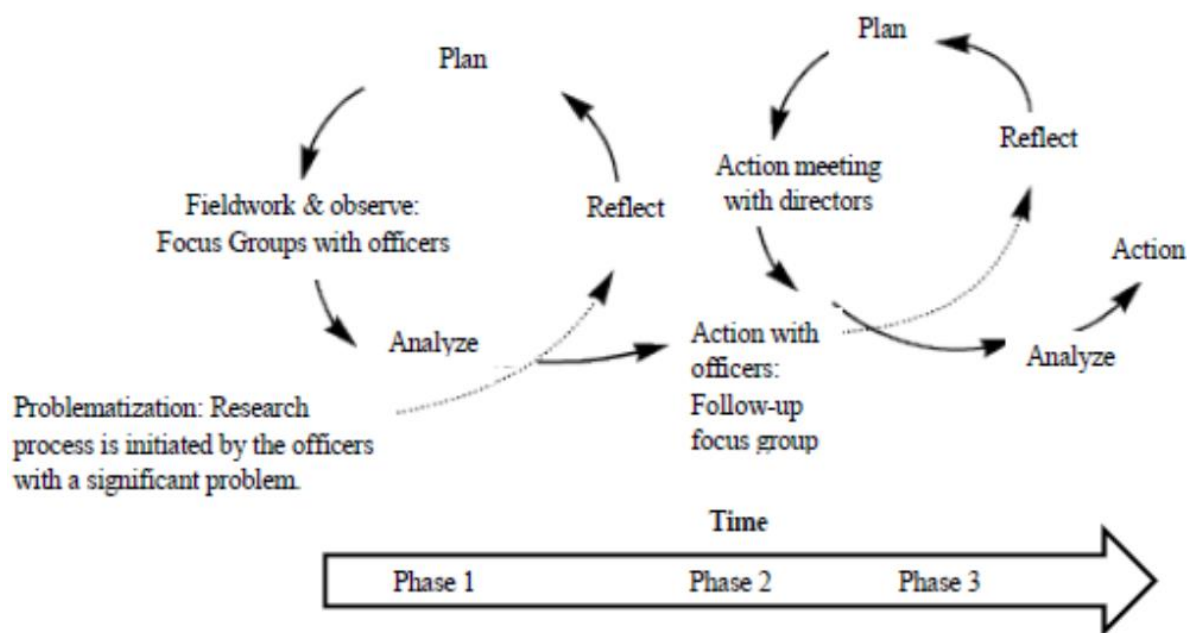 Plan
Fieldwork & observe:
Focus Groups with officers
Reflect
Analyze
Problematization: Research
process is initiated by the officers
with a significant problem.
Plan
Reflect
Action meeting
with directors
Action with
officers:
Follow-up
focus group
Analyze
Action
Time
Phase 1
Phase 2
Phase 3